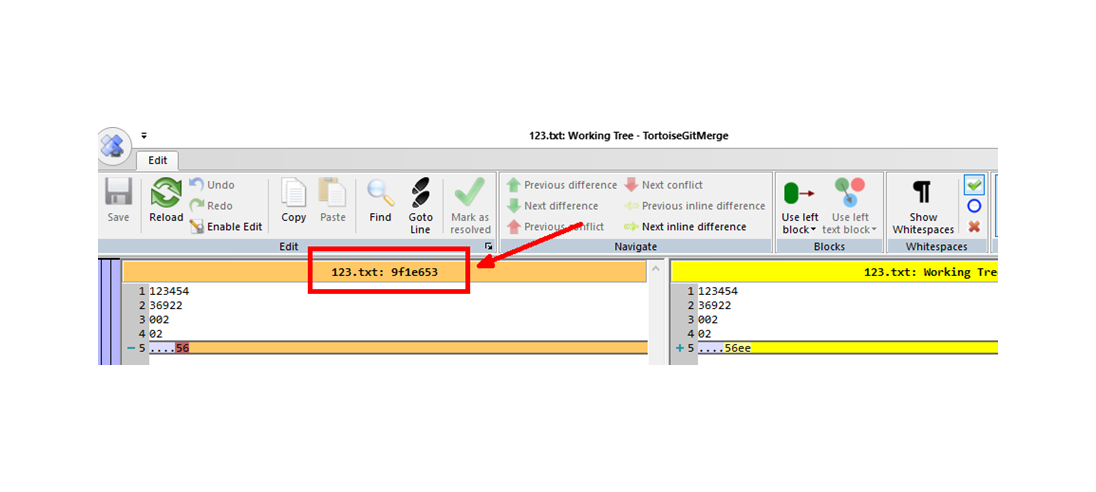 123.txt: Working Tree - TortoiseGitMerge
Edit
Save
Reload
Undo
Redo
Enable Edit
Copy
Paste
Find
Goto
Line
Mark as
resolved
Edit
Previous difference
Next difference
Previous conflict
Next conflict
Previous inline difference
Next inline difference
Navigate
Use left
block
Use left
text block
Blocks
Show
Whitespaces
Whitespaces
123.txt: 9f1e653
1 123454
2 36922
3 002
4 02
5 ....56
123.txt: Working Tre
1 123454
2 36922
3 002
4 02
5 ....56ee